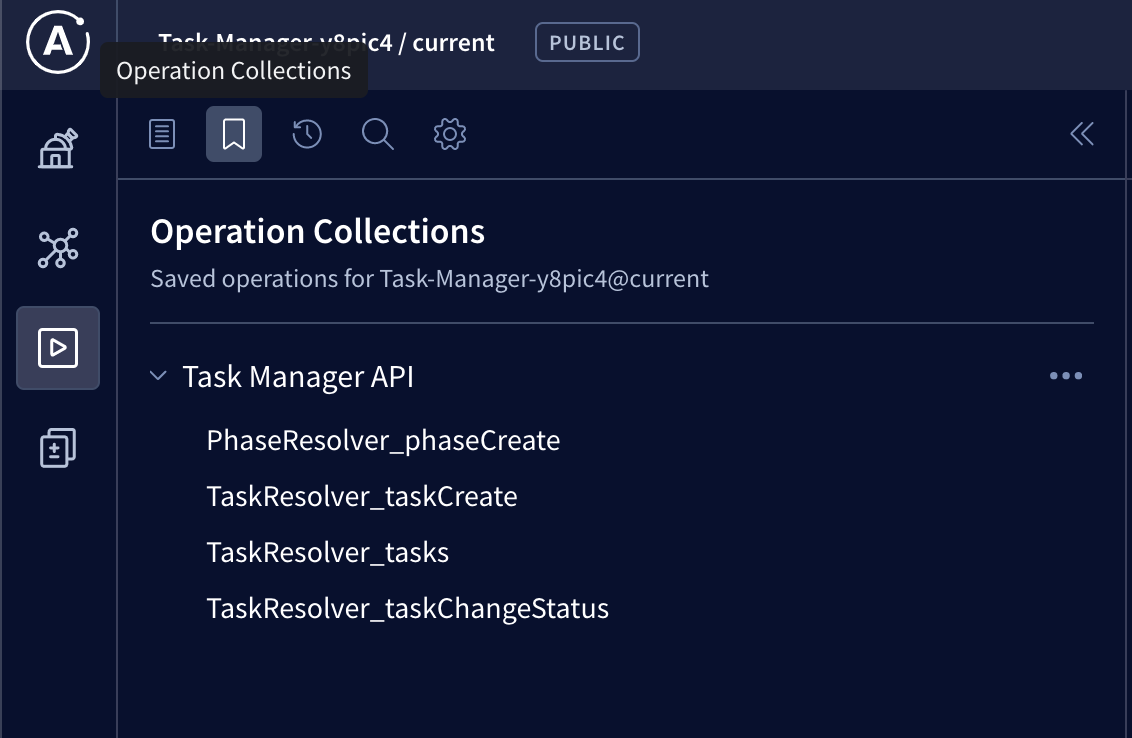 Task-Manager-y8pic4 / current
PUBLIC
Operation Collections
Operation Collections
Saved operations for Task-Manager-y8pic4@current
Task Manager API
PhaseResolver_phaseCreate
TaskResolver_taskCreate
TaskResolver_tasks
TaskResolver_taskChangeStatus